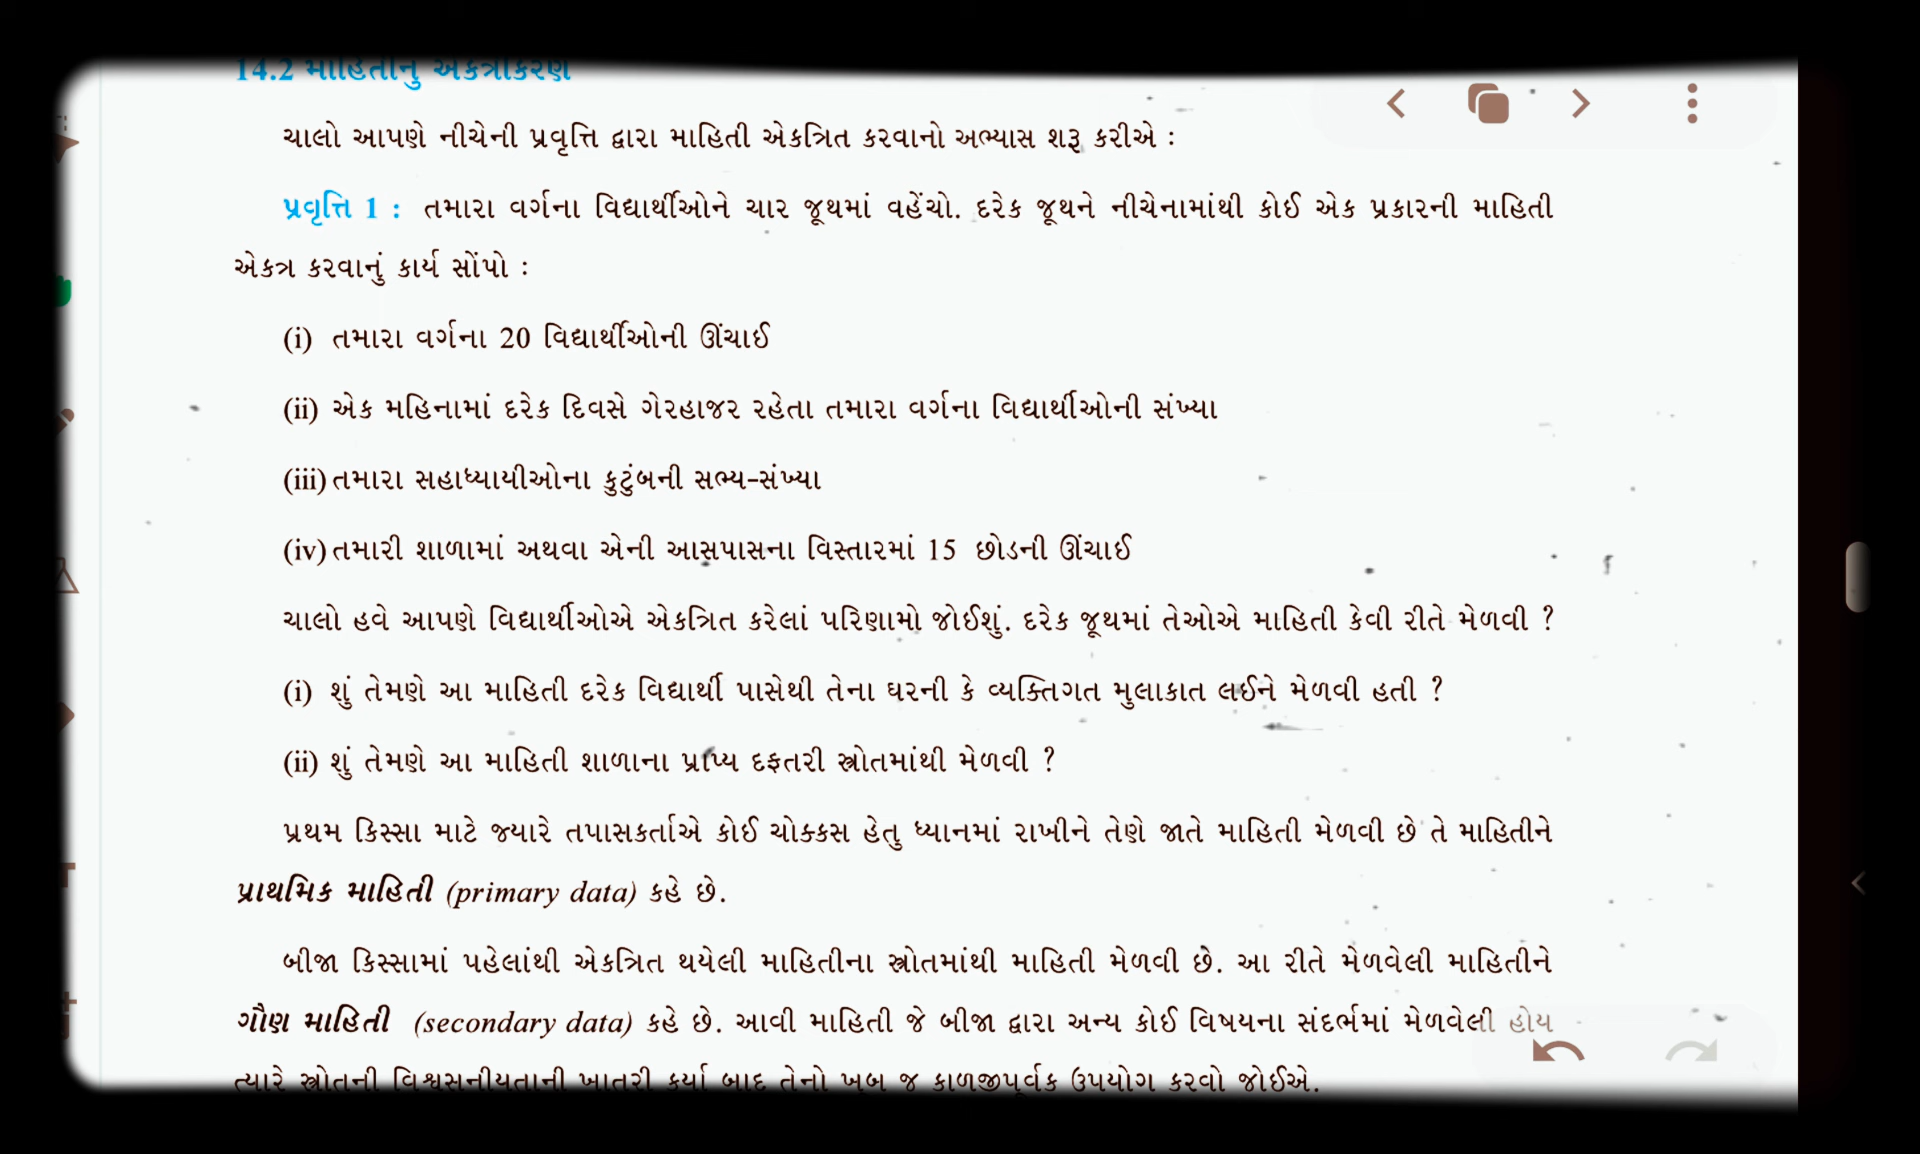 14.2 માહિતીનું એકત્રીકરણ
ચાલો આપણે નીચેની પ્રવૃત્તિ દ્વારા માહિતી એકત્રિત કરવાનો અભ્યાસ શરૂ કરીએ :
પ્રવૃત્તિ 1 : તમારા વર્ગના વિદ્યાર્થીઓને ચાર જૂથમાં વહેંચો. દરેક જૂથને નીચેનામાંથી કોઈ એક પ્રકારની માહિતી
એકત્ર કરવાનું કાર્ય સોંપો :
(i) તમારા વર્ગના 20 વિદ્યાર્થીઓની ઊંચાઈ
(ii) એક મહિનામાં દરેક દિવસે ગેરહાજર રહેતા તમારા વર્ગના વિદ્યાર્થીઓની સંખ્યા
(iii) તમારા સહાધ્યાયીઓના કુટુંબની સભ્ય-સંખ્યા
(iv) તમારી શાળામાં અથવા એની આસપાસના વિસ્તારમાં 15 છોડની ઊંચાઈ
ચાલો હવે આપણે વિદ્યાર્થીઓએ એકત્રિત કરેલાં પરિણામો જોઈશું. દરેક જૂથમાં તેઓએ માહિતી કેવી રીતે મેળવી ?
(i) શું તેમણે આ માહિતી દરેક વિદ્યાર્થી પાસેથી તેના ઘરની કે વ્યક્તિગત મુલાકાત લઈને મેળવી હતી ?
(ii) શું તેમણે આ માહિતી શાળાના પ્રાપ્ય દફતરી સ્ત્રોતમાંથી મેળવી ?
પ્રથમ કિસ્સા માટે જ્યારે તપાસકર્તાએ કોઈ ચોક્કસ હેતુ ધ્યાનમાં રાખીને તેણે જાતે માહિતી મેળવી છે તે માહિતીને
પ્રાથમિક માહિતી (primary data) કહે છે.
બીજા કિસ્સામાં પહેલાંથી એકત્રિત થયેલી માહિતીના સ્ત્રોતમાંથી માહિતી મેળવી છે. આ રીતે મેળવેલી માહિતીને
ગૌણ માહિતી (secondary data) કહે છે. આવી માહિતી જે બીજા દ્વારા અન્ય કોઈ વિષયના સંદર્ભમાં મેળવેલી હોય
ત્યારે સ્ત્રોતની વિશ્વસનીયતાની ખાતરી કર્યા બાદ તેનો ખૂબ જ કાળજીપૂર્વક ઉપયોગ કરવો જોઈએ.